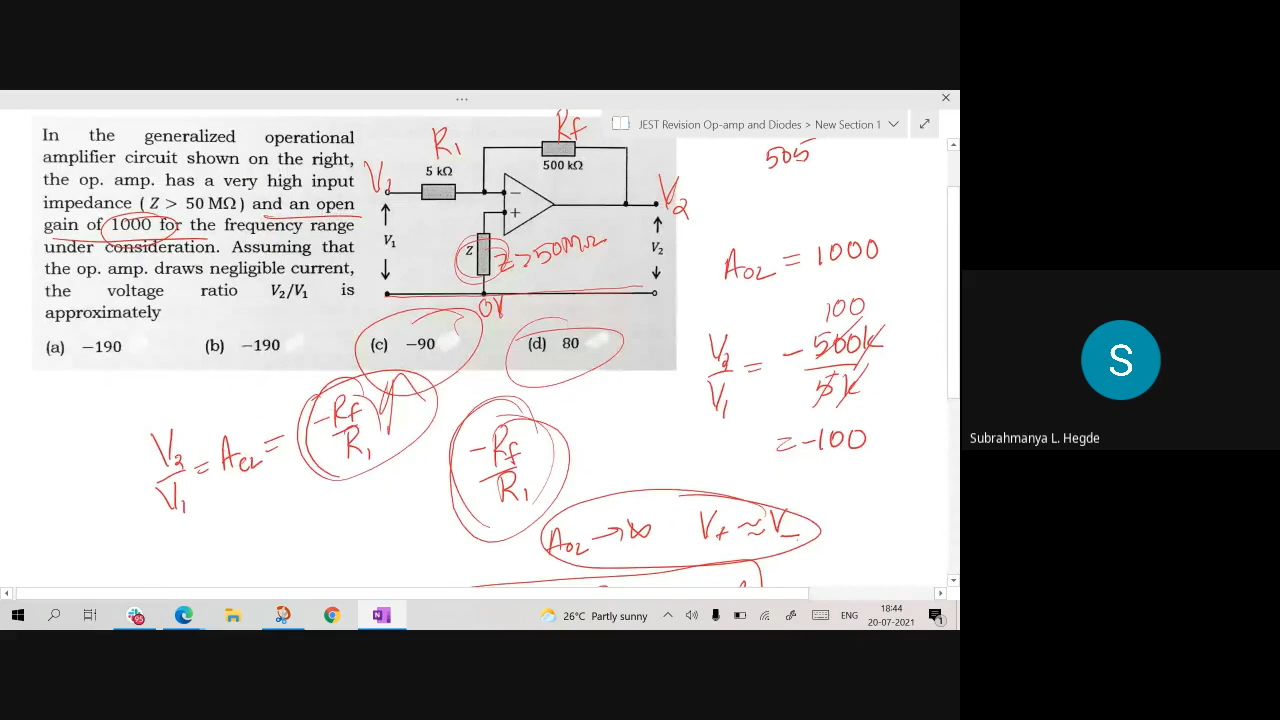 JEST Revision Op-amp and Diodes > New Section 1
In the generalized operational
amplifier circuit shown on the right,
the op. amp. has a very high input
impedance (Z > 50 MΩ) and an open
gain of 1000 for the frequency range
under consideration. Assuming that
the op. amp. draws negligible current,
the voltage ratio V2/V1 is
approximately
(a) −190 (b) −190 (c) −90 (d) 80
R1
5 kΩ
Rf
500 kΩ
V1
V2
−
+
V1
Z
Z > 50MΩ
V2
0V
505
AOL = 1000
100
V2/V1 = −500k/5k
= −100
V2/V1 = ACL = −Rf/R1
−Rf/R1
AOL → ∞ V+ ≈ V−
S
Subrahmanya L. Hegde
95
26°C Partly sunny
ENG
18:44
20-07-2021
1